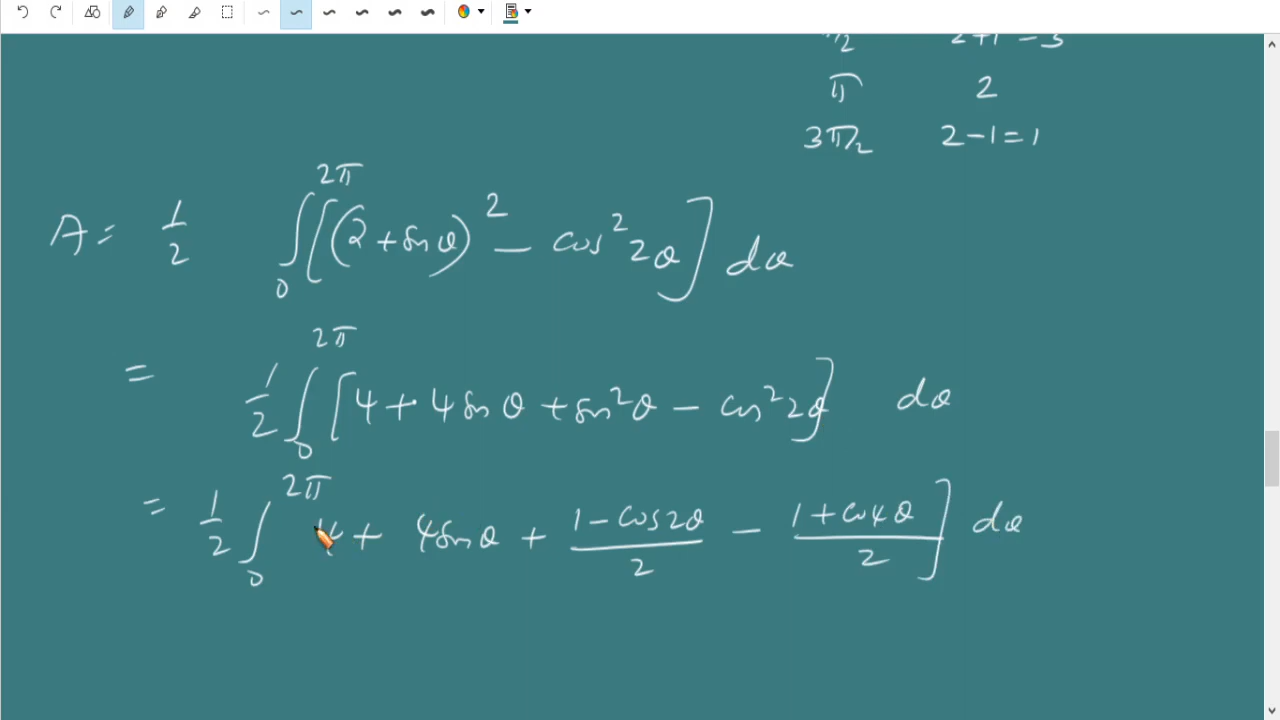 π/2 2+1=3
π 2
3π/2 2-1=1
A = 1/2 ∫₀^2π [(2+sinθ)² - cos²2θ] dθ
= 1/2 ∫₀^2π [4 + 4sinθ + sin²θ - cos²2θ] dθ
= 1/2 ∫₀^2π 4 + 4sinθ + (1-cos2θ)/2 - (1+cos4θ)/2] dθ